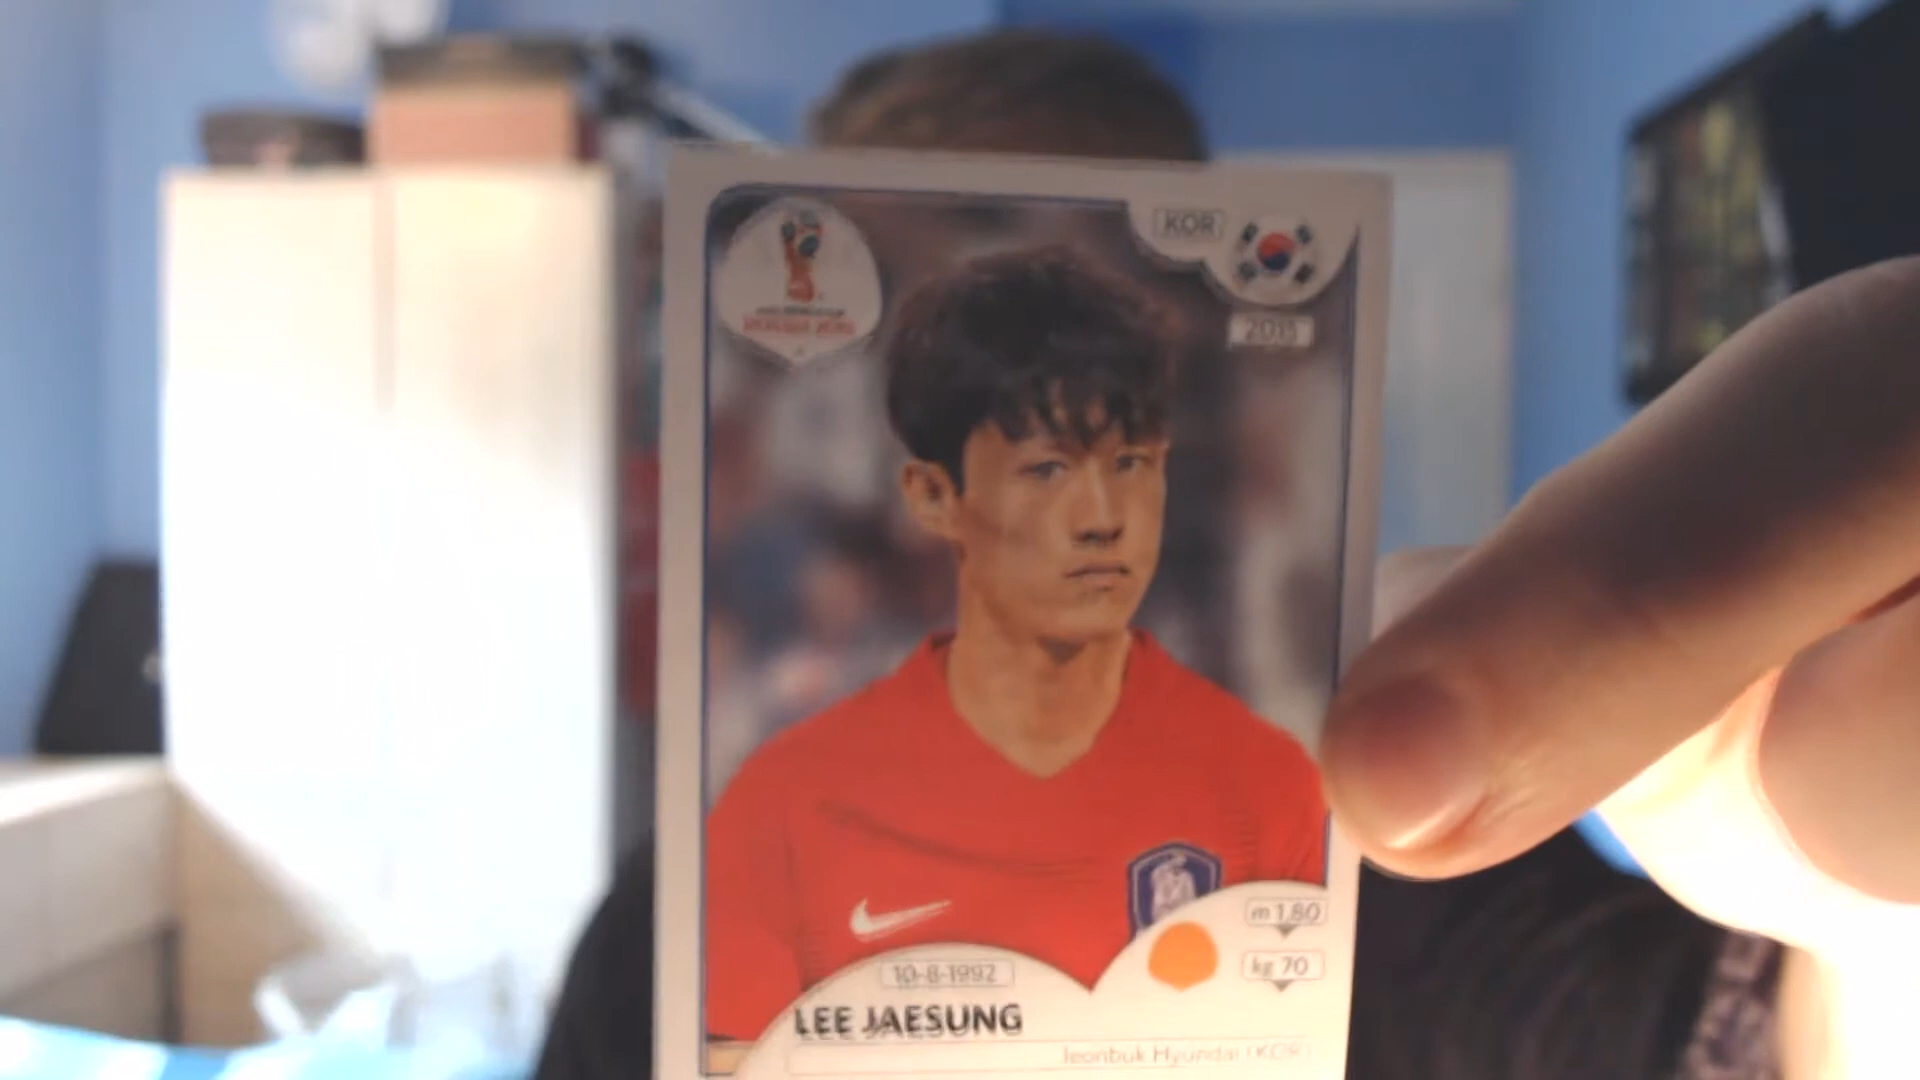 KOR
2015
10-8-1992
m 1,80
kg 70
LEE JAESUNG
Jeonbuk Hyundai (KOR)